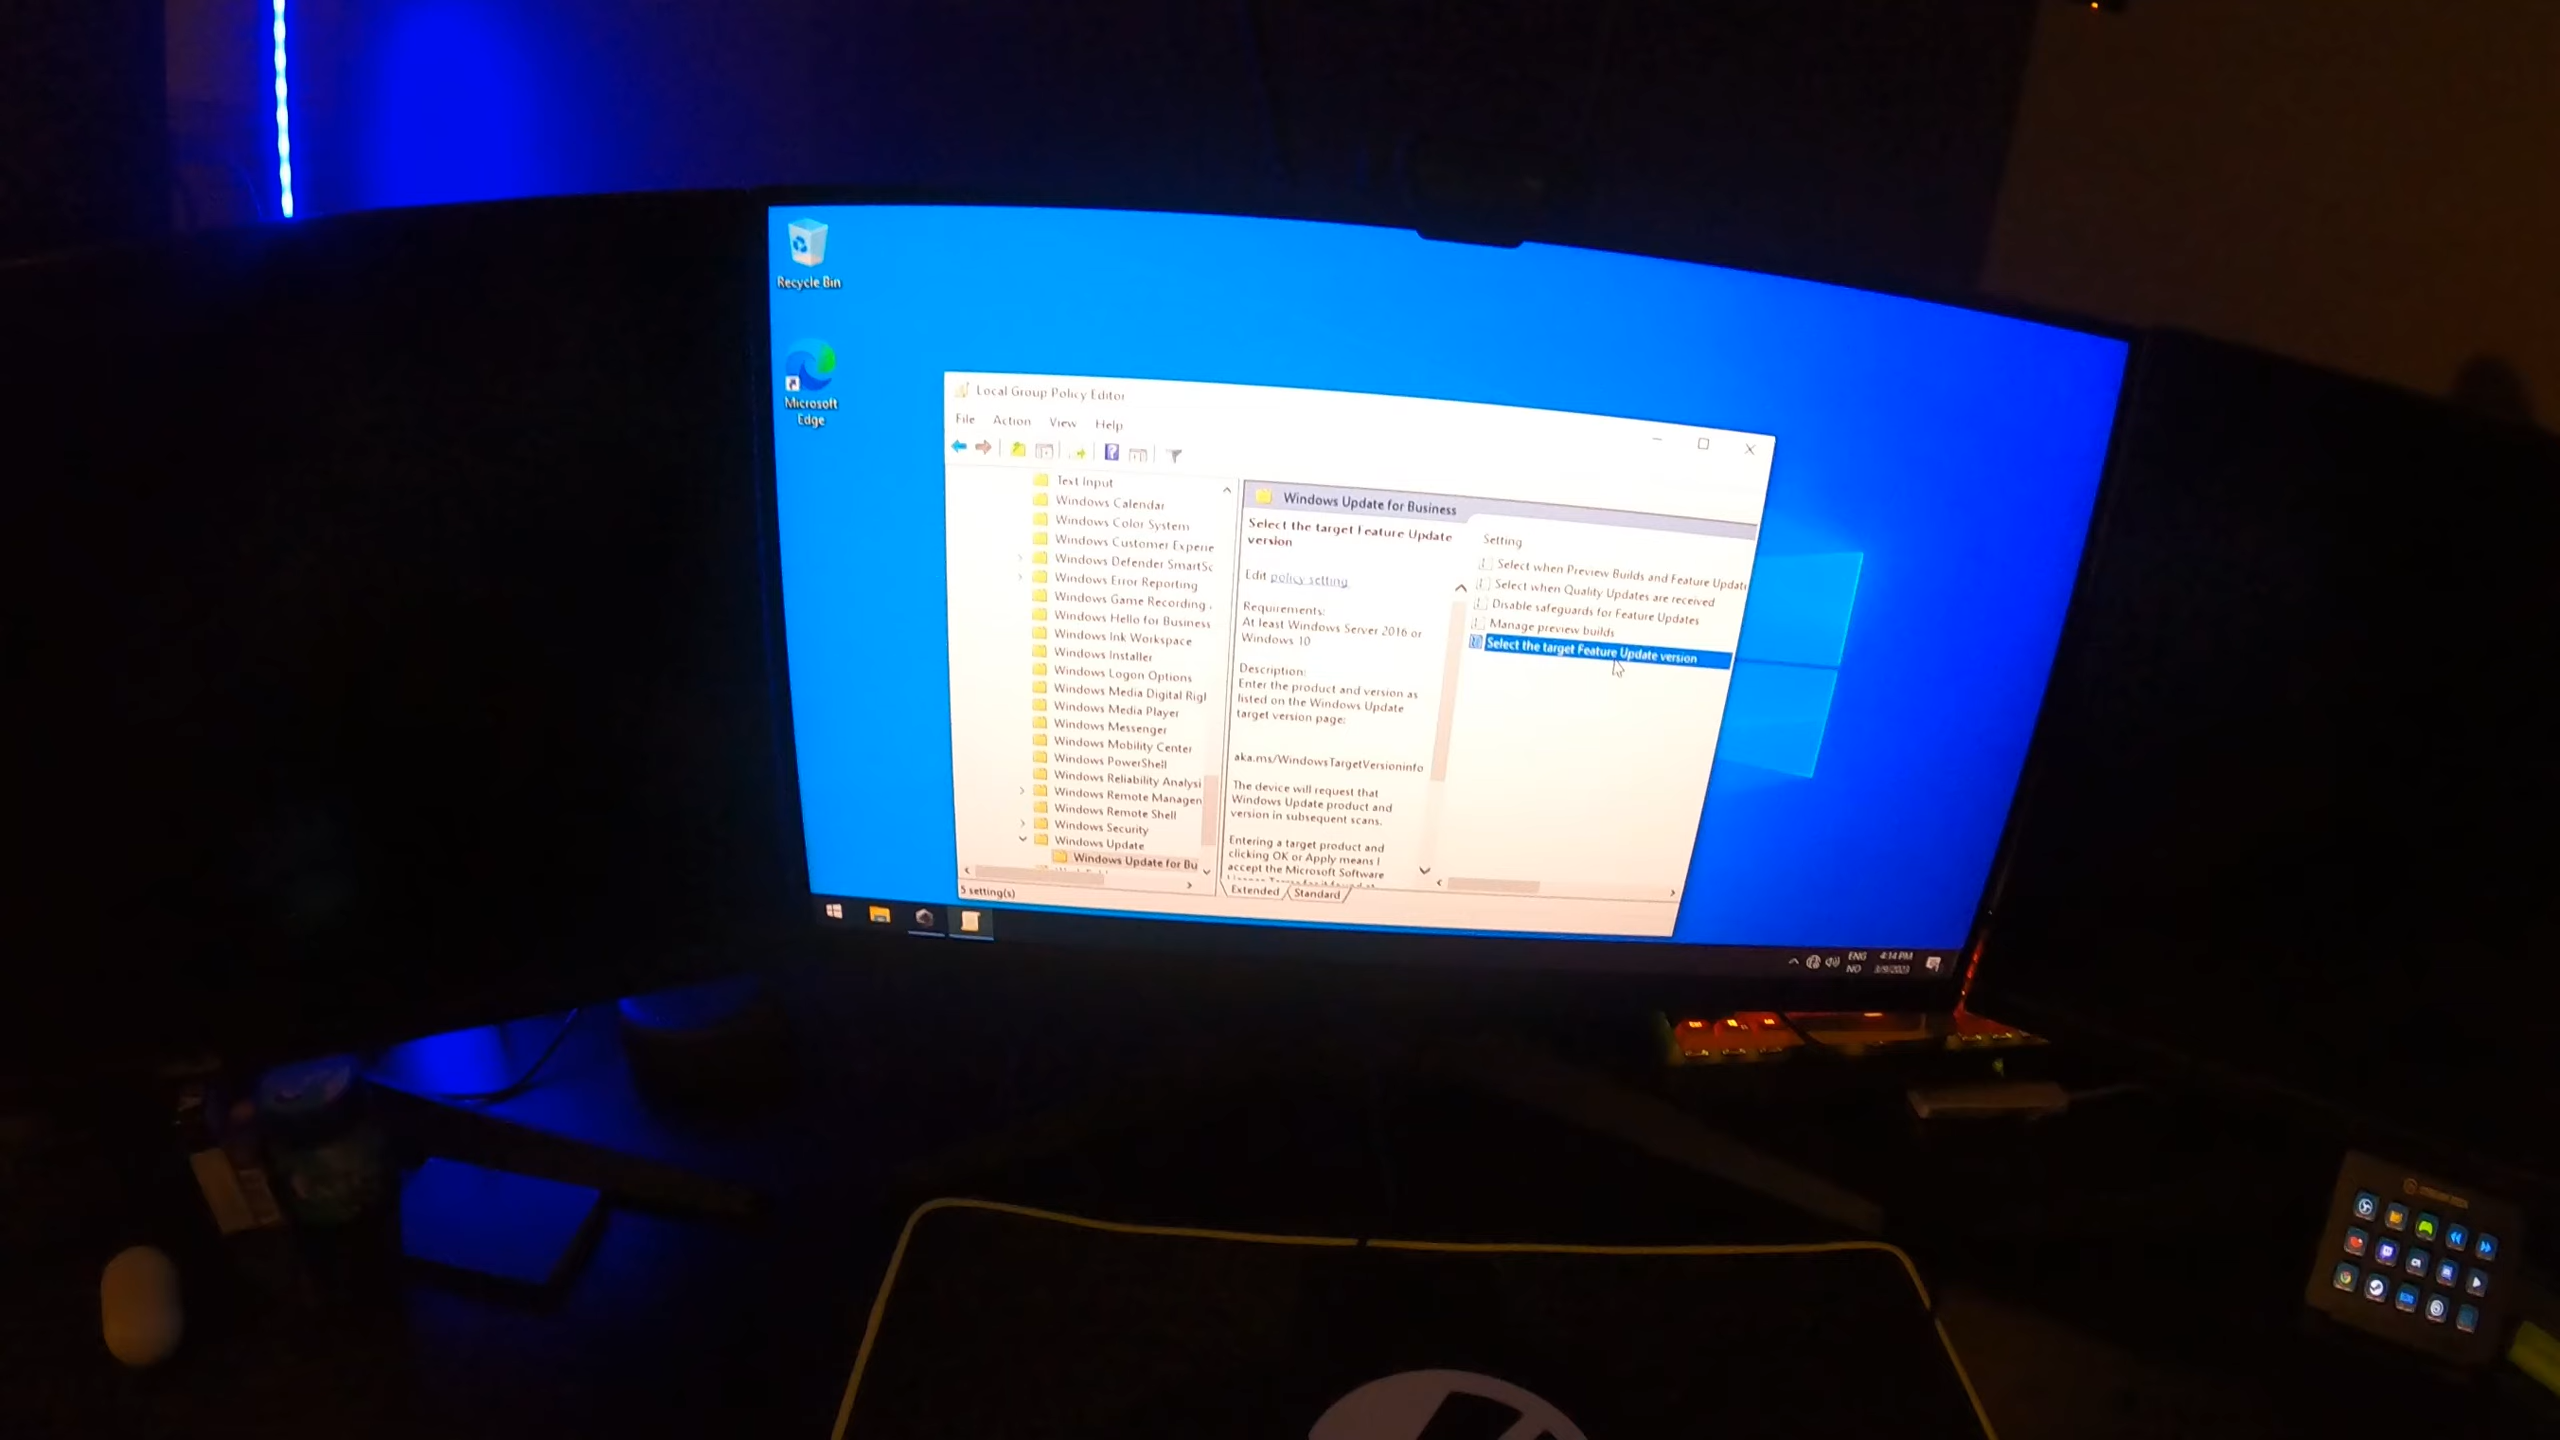 Recycle Bin
Microsoft
Edge
Local Group Policy Editor
File Action View Help
Text Input
Windows Calendar
Windows Color System
Windows Customer Experie
Windows Defender SmartSc
Windows Error Reporting
Windows Game Recording
Windows Hello for Business
Windows Ink Workspace
Windows Installer
Windows Logon Options
Windows Media Digital Rigl
Windows Media Player
Windows Messenger
Windows Mobility Center
Windows PowerShell
Windows Reliability Analysi
Windows Remote Managen
Windows Remote Shell
Windows Security
Windows Update
Windows Update for Bu
5 setting(s)
Windows Update for Business
Select the target Feature Update
version
Edit policy setting
Requirements:
At least Windows Server 2016 or
Windows 10
Description:
Enter the product and version as
listed on the Windows Update
target version page:
aka.ms/WindowsTargetVersioninfo
The device will request that
Windows Update product and
version in subsequent scans.
Entering a target product and
clicking OK or Apply means I
accept the Microsoft Software
Extended Standard
Setting
Select when Preview Builds and Feature Updat
Select when Quality Updates are received
Disable safeguards for Feature Updates
Manage preview builds
Select the target Feature Update version
ENG
NO
4:14 PM
3/9/2023